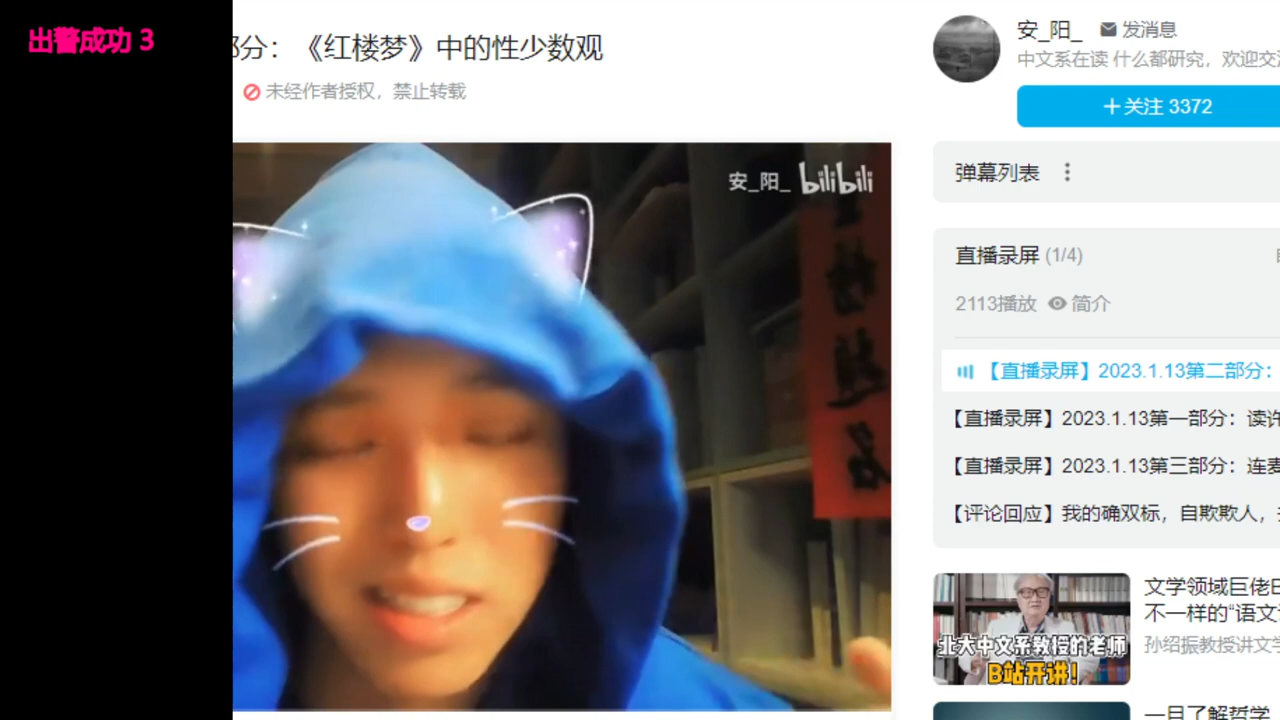 出警成功 3
部分：《红楼梦》中的性少数观
未经作者授权，禁止转载
安_阳_ bilibili
安_阳_ 发消息
中文系在读 什么都研究，欢迎交流
+关注 3372
弹幕列表
直播录屏 (1/4)
2113播放 简介
【直播录屏】2023.1.13第二部分：
【直播录屏】2023.1.13第一部分：读许
【直播录屏】2023.1.13第三部分：连麦
【评论回应】我的确双标，自欺欺人，
文学领域巨佬B
不一样的“语文
孙绍振教授讲文学
北大中文系教授的老师
B站开讲！
一目了解哲学